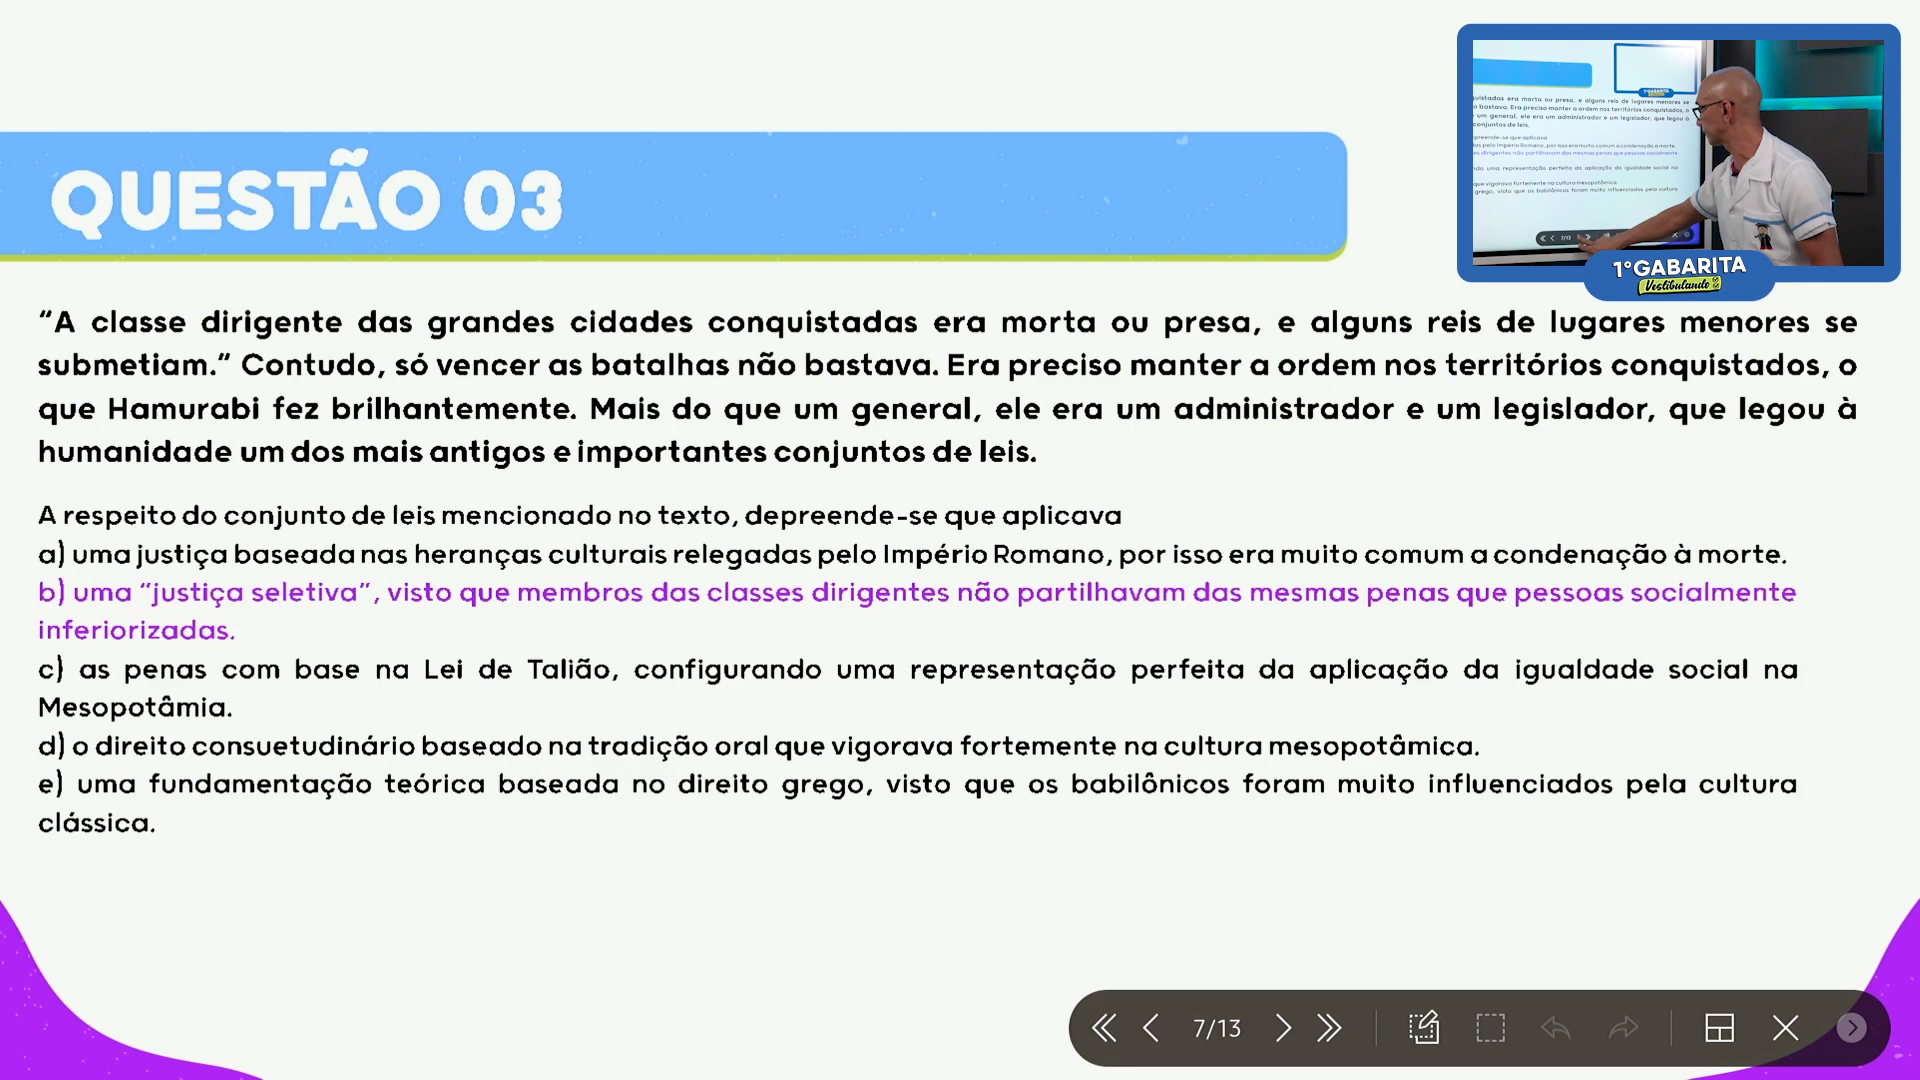 QUESTÃO 03
1ºGABARITA
Vestibulando
“A classe dirigente das grandes cidades conquistadas era morta ou presa, e alguns reis de lugares menores se
submetiam.” Contudo, só vencer as batalhas não bastava. Era preciso manter a ordem nos territórios conquistados, o
que Hamurabi fez brilhantemente. Mais do que um general, ele era um administrador e um legislador, que legou à
humanidade um dos mais antigos e importantes conjuntos de leis.
A respeito do conjunto de leis mencionado no texto, depreende-se que aplicava
a) uma justiça baseada nas heranças culturais relegadas pelo Império Romano, por isso era muito comum a condenação à morte.
b) uma “justiça seletiva”, visto que membros das classes dirigentes não partilhavam das mesmas penas que pessoas socialmente
inferiorizadas.
c) as penas com base na Lei de Talião, configurando uma representação perfeita da aplicação da igualdade social na
Mesopotâmia.
d) o direito consuetudinário baseado na tradição oral que vigorava fortemente na cultura mesopotâmica.
e) uma fundamentação teórica baseada no direito grego, visto que os babilônicos foram muito influenciados pela cultura
clássica.
7/13